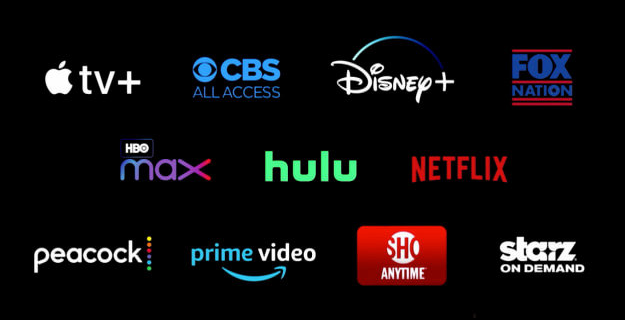 tv+
CBS
ALL ACCESS
Disney+
FOX
NATION
HBO
max
hulu
NETFLIX
peacock
prime video
SHO
ANYTIME
starz
ON DEMAND